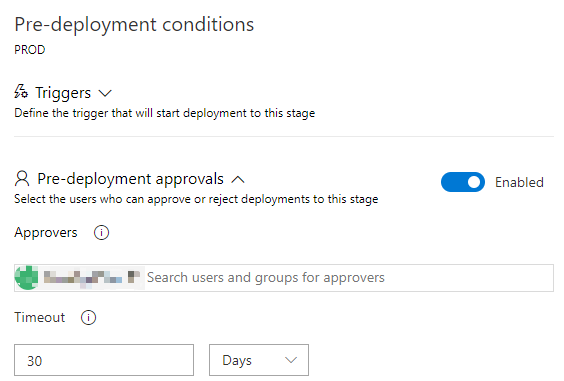 Pre-deployment conditions
PROD
Triggers
Define the trigger that will start deployment to this stage
Pre-deployment approvals
Enabled
Select the users who can approve or reject deployments to this stage
Approvers
Search users and groups for approvers
Timeout
30
Days